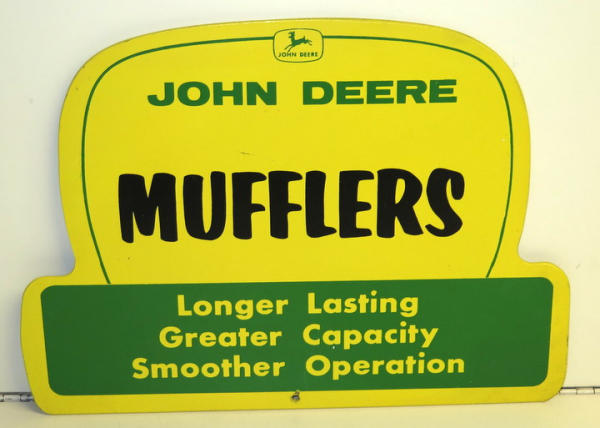 JOHN DEERE
JOHN DEERE
MUFFLERS
Longer Lasting
Greater Capacity
Smoother Operation